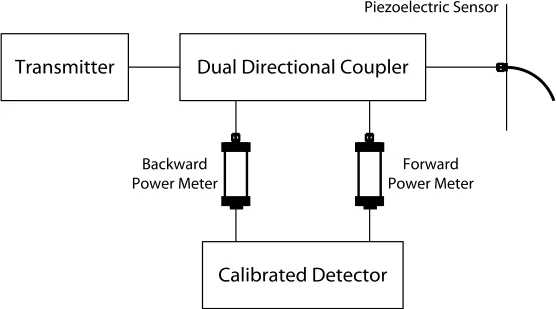 Piezoelectric Sensor
Transmitter
Dual Directional Coupler
Backward
Power Meter
Forward
Power Meter
Calibrated Detector